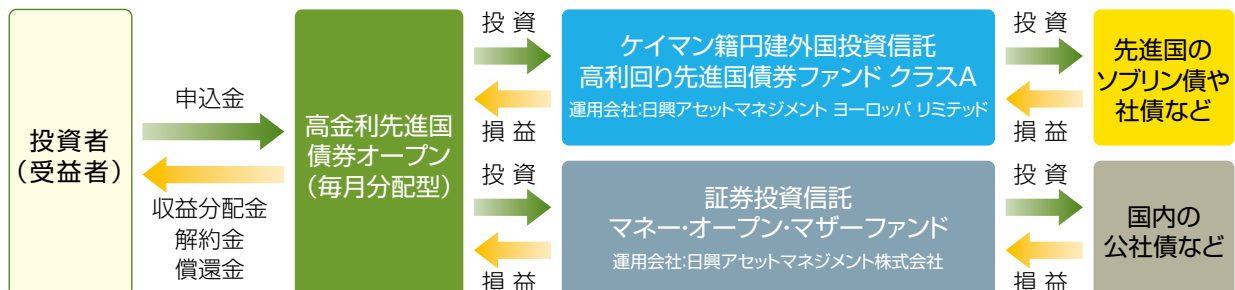 投資者
（受益者）
申込金
収益分配金
解約金
償還金
高金利先進国
債券オープン
（毎月分配型）
投 資
損 益
ケイマン籍円建外国投資信託
高利回り先進国債券ファンド クラスA
運用会社:日興アセットマネジメント ヨーロッパ リミテッド
投 資
損 益
先進国の
ソブリン債や
社債など
投 資
損 益
証券投資信託
マネー・オープン・マザーファンド
運用会社:日興アセットマネジメント株式会社
投 資
損 益
国内の
公社債など